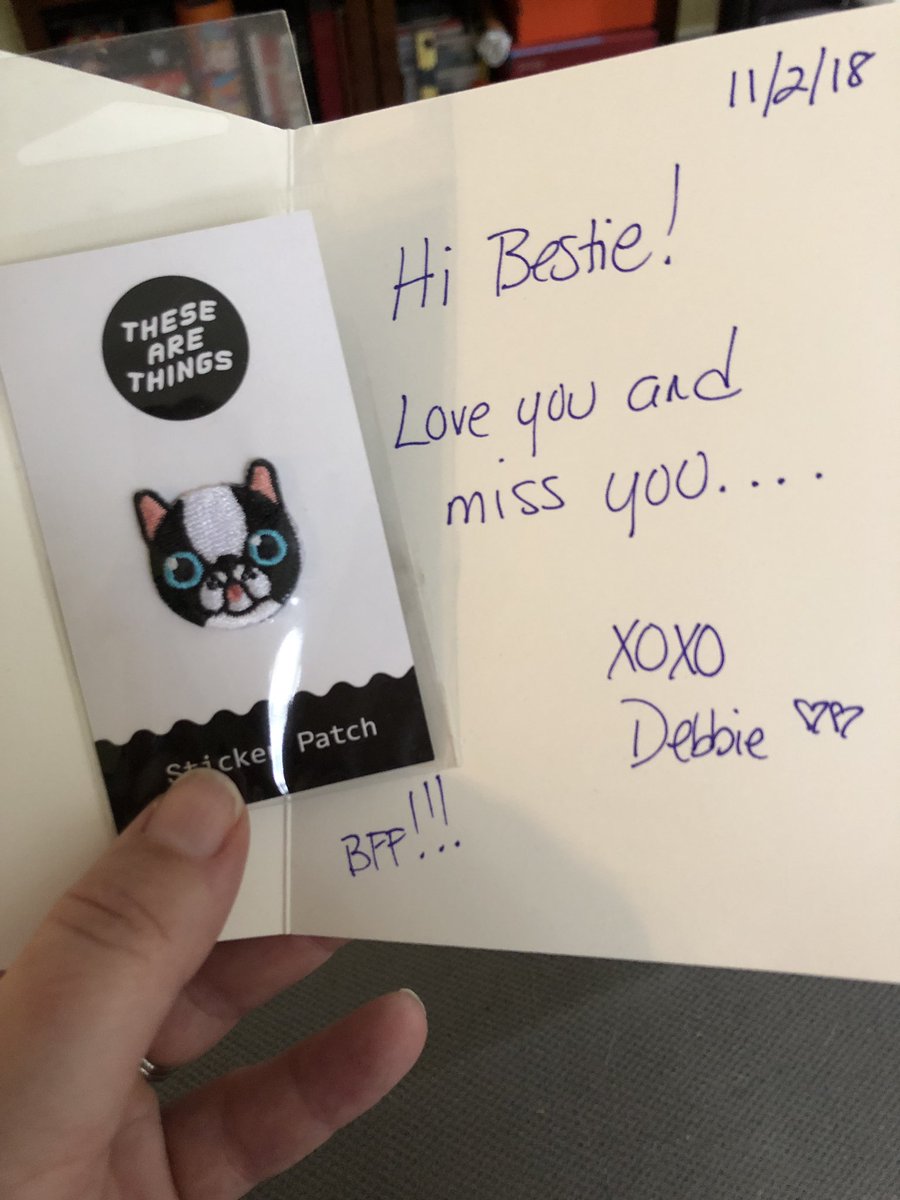 11/2/18
Hi Bestie!
Love you and
miss you....
XOXO
Debbie
BFF!!!
THESE
ARE
THINGS
Sticker Patch